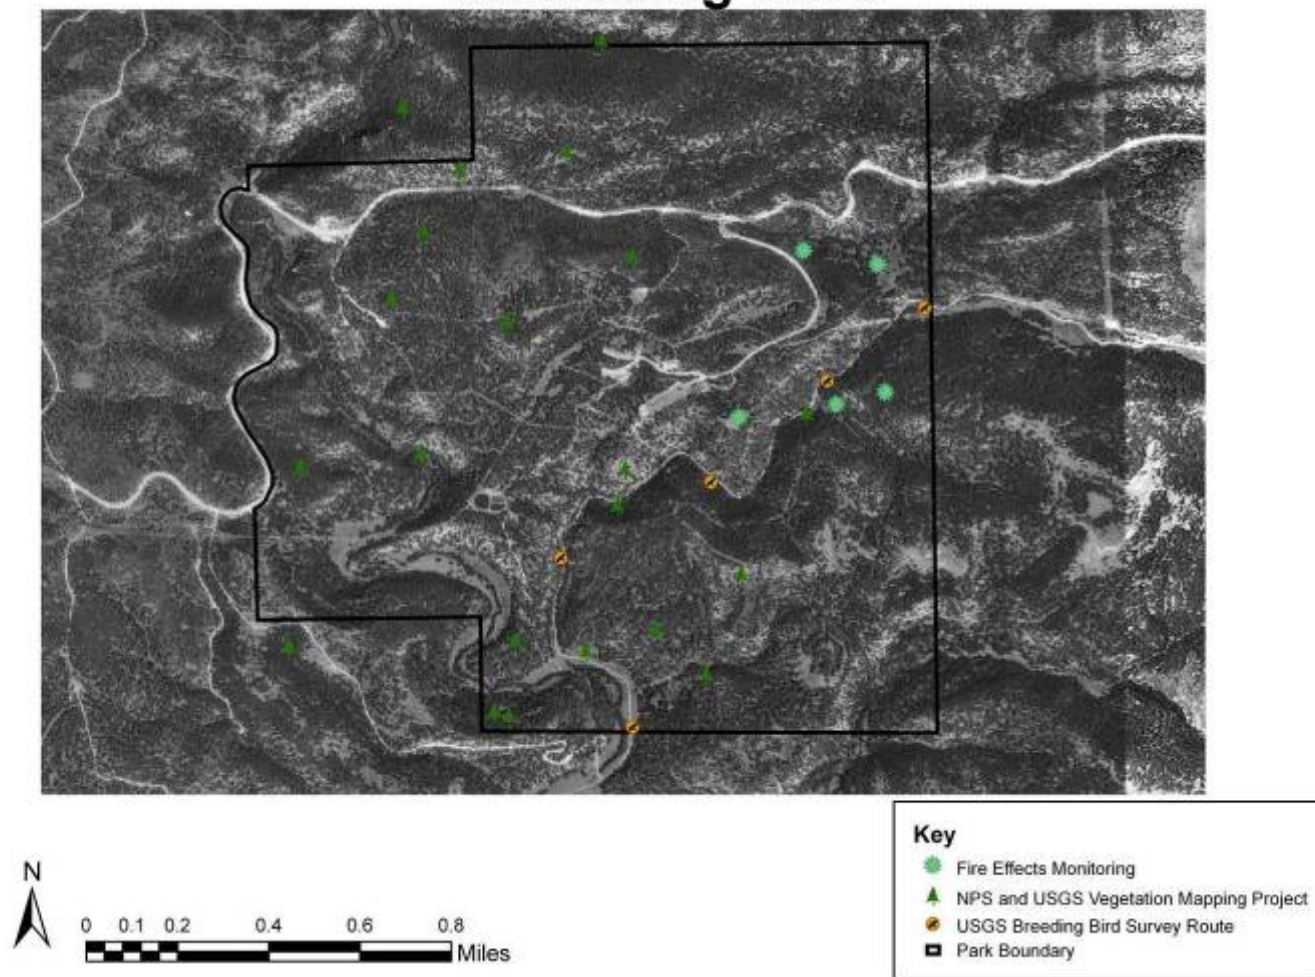 N
0 0.1 0.2 0.4 0.6 0.8
Miles
Key
Fire Effects Monitoring
NPS and USGS Vegetation Mapping Project
USGS Breeding Bird Survey Route
Park Boundary